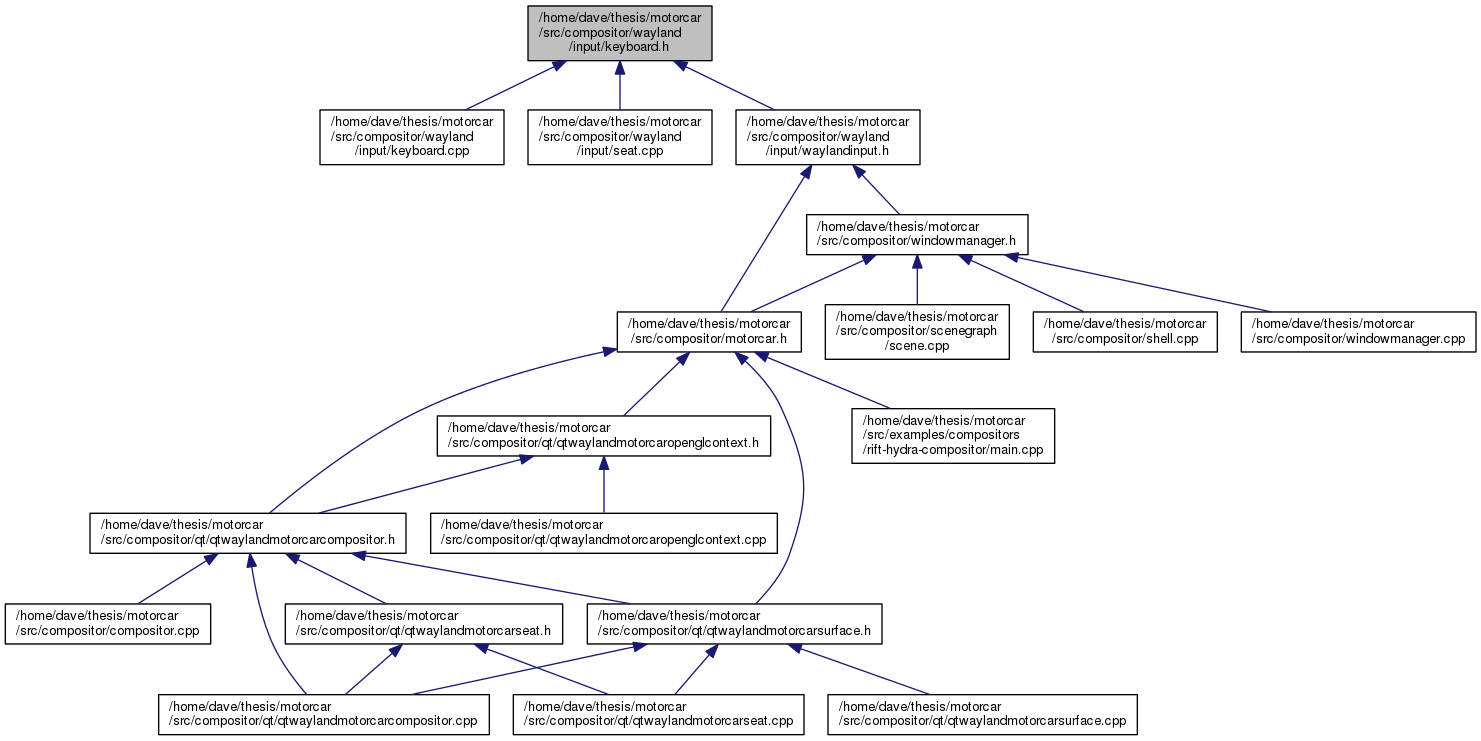 /home/dave/thesis/motorcar
/src/compositor/wayland
/input/keyboard.h
/home/dave/thesis/motorcar
/src/compositor/wayland
/input/keyboard.cpp
/home/dave/thesis/motorcar
/src/compositor/wayland
/input/seat.cpp
/home/dave/thesis/motorcar
/src/compositor/wayland
/input/waylandinput.h
/home/dave/thesis/motorcar
/src/compositor/windowmanager.h
/home/dave/thesis/motorcar
/src/compositor/motorcar.h
/home/dave/thesis/motorcar
/src/compositor/scenegraph
/scene.cpp
/home/dave/thesis/motorcar
/src/compositor/shell.cpp
/home/dave/thesis/motorcar
/src/compositor/windowmanager.cpp
/home/dave/thesis/motorcar
/src/compositor/qt/qtwaylandmotorcaropenglcontext.h
/home/dave/thesis/motorcar
/src/examples/compositors
/rift-hydra-compositor/main.cpp
/home/dave/thesis/motorcar
/src/compositor/qt/qtwaylandmotorcarcompositor.h
/home/dave/thesis/motorcar
/src/compositor/qt/qtwaylandmotorcaropenglcontext.cpp
/home/dave/thesis/motorcar
/src/compositor/compositor.cpp
/home/dave/thesis/motorcar
/src/compositor/qt/qtwaylandmotorcarseat.h
/home/dave/thesis/motorcar
/src/compositor/qt/qtwaylandmotorcarsurface.h
/home/dave/thesis/motorcar
/src/compositor/qt/qtwaylandmotorcarcompositor.cpp
/home/dave/thesis/motorcar
/src/compositor/qt/qtwaylandmotorcarseat.cpp
/home/dave/thesis/motorcar
/src/compositor/qt/qtwaylandmotorcarsurface.cpp